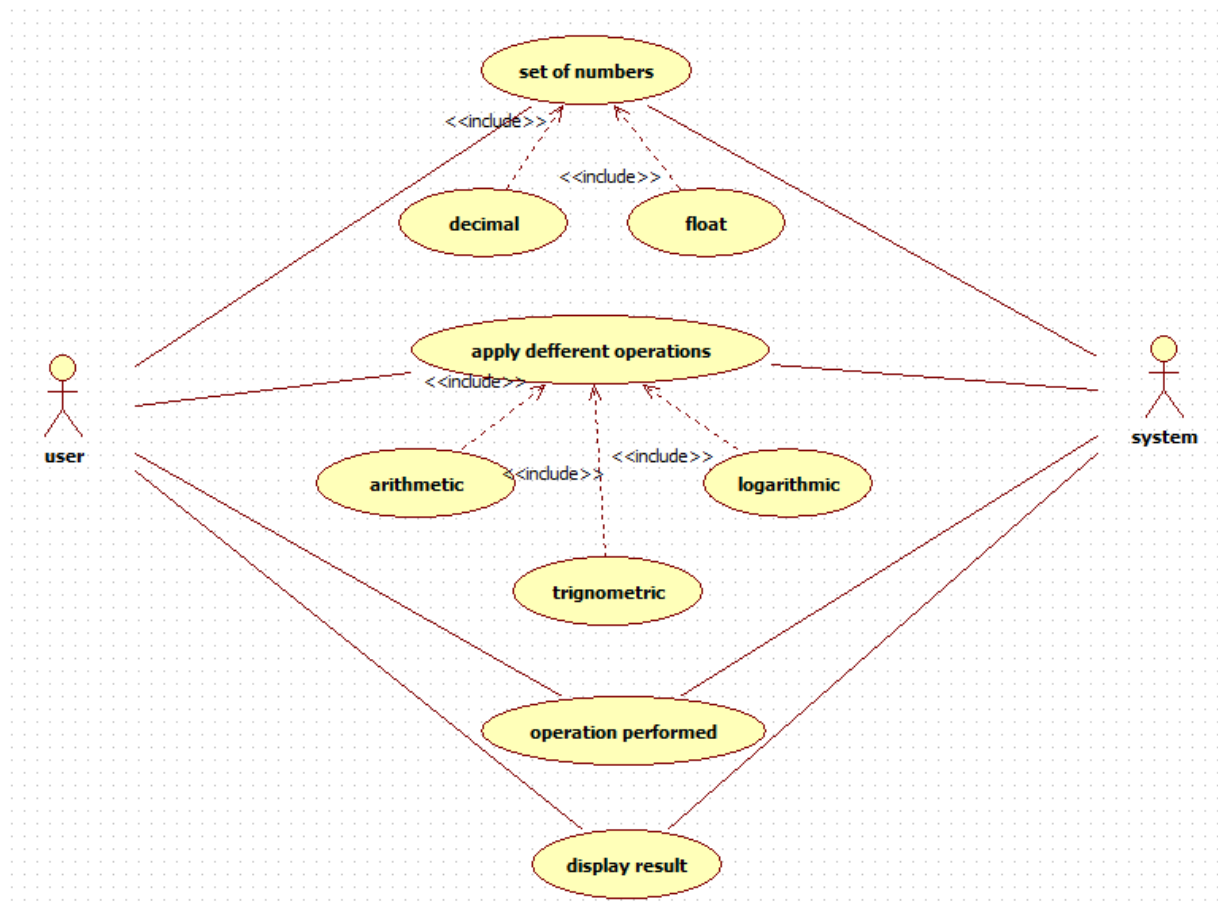 set of numbers
<<include>>
<<include>>
decimal
float
apply defferent operations
<<include>>
user
system
<<include>>
<<include>>
arithmetic
logarithmic
trignometric
operation performed
display result